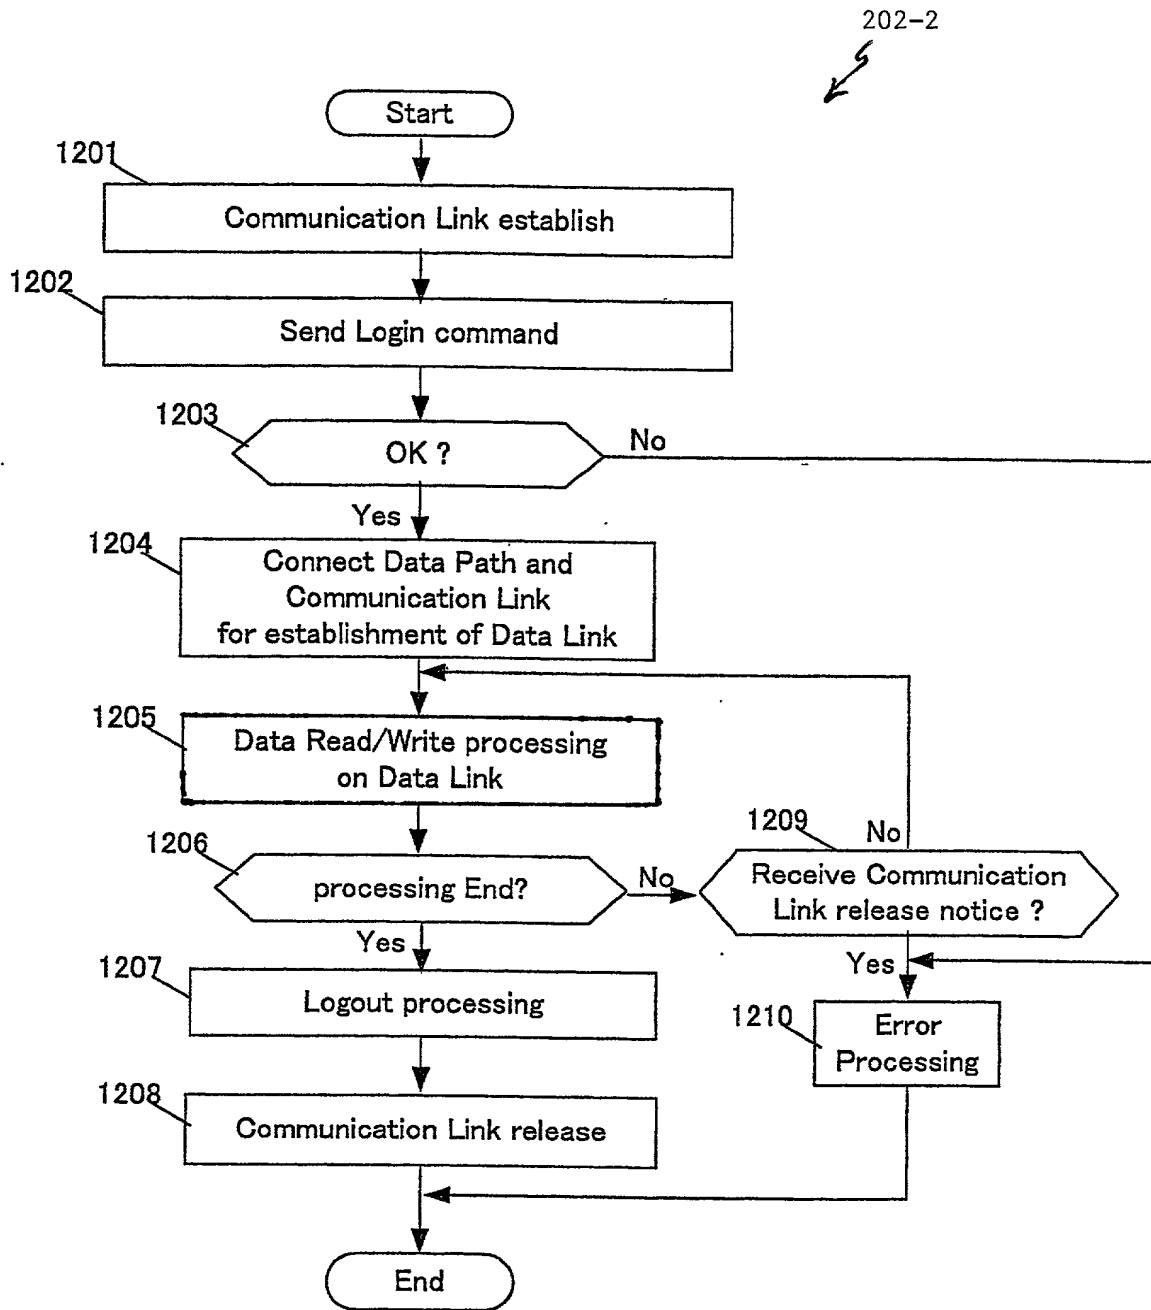 202-2
Start
1201
Communication Link establish
1202
Send Login command
1203
OK ?
No
Yes
1204
Connect Data Path and
Communication Link
for establishment of Data Link
1205
Data Read/Write processing
on Data Link
1206
processing End?
No
1209
No
Receive Communication
Link release notice ?
Yes
Yes
1207
Logout processing
1210
Error
Processing
1208
Communication Link release
End